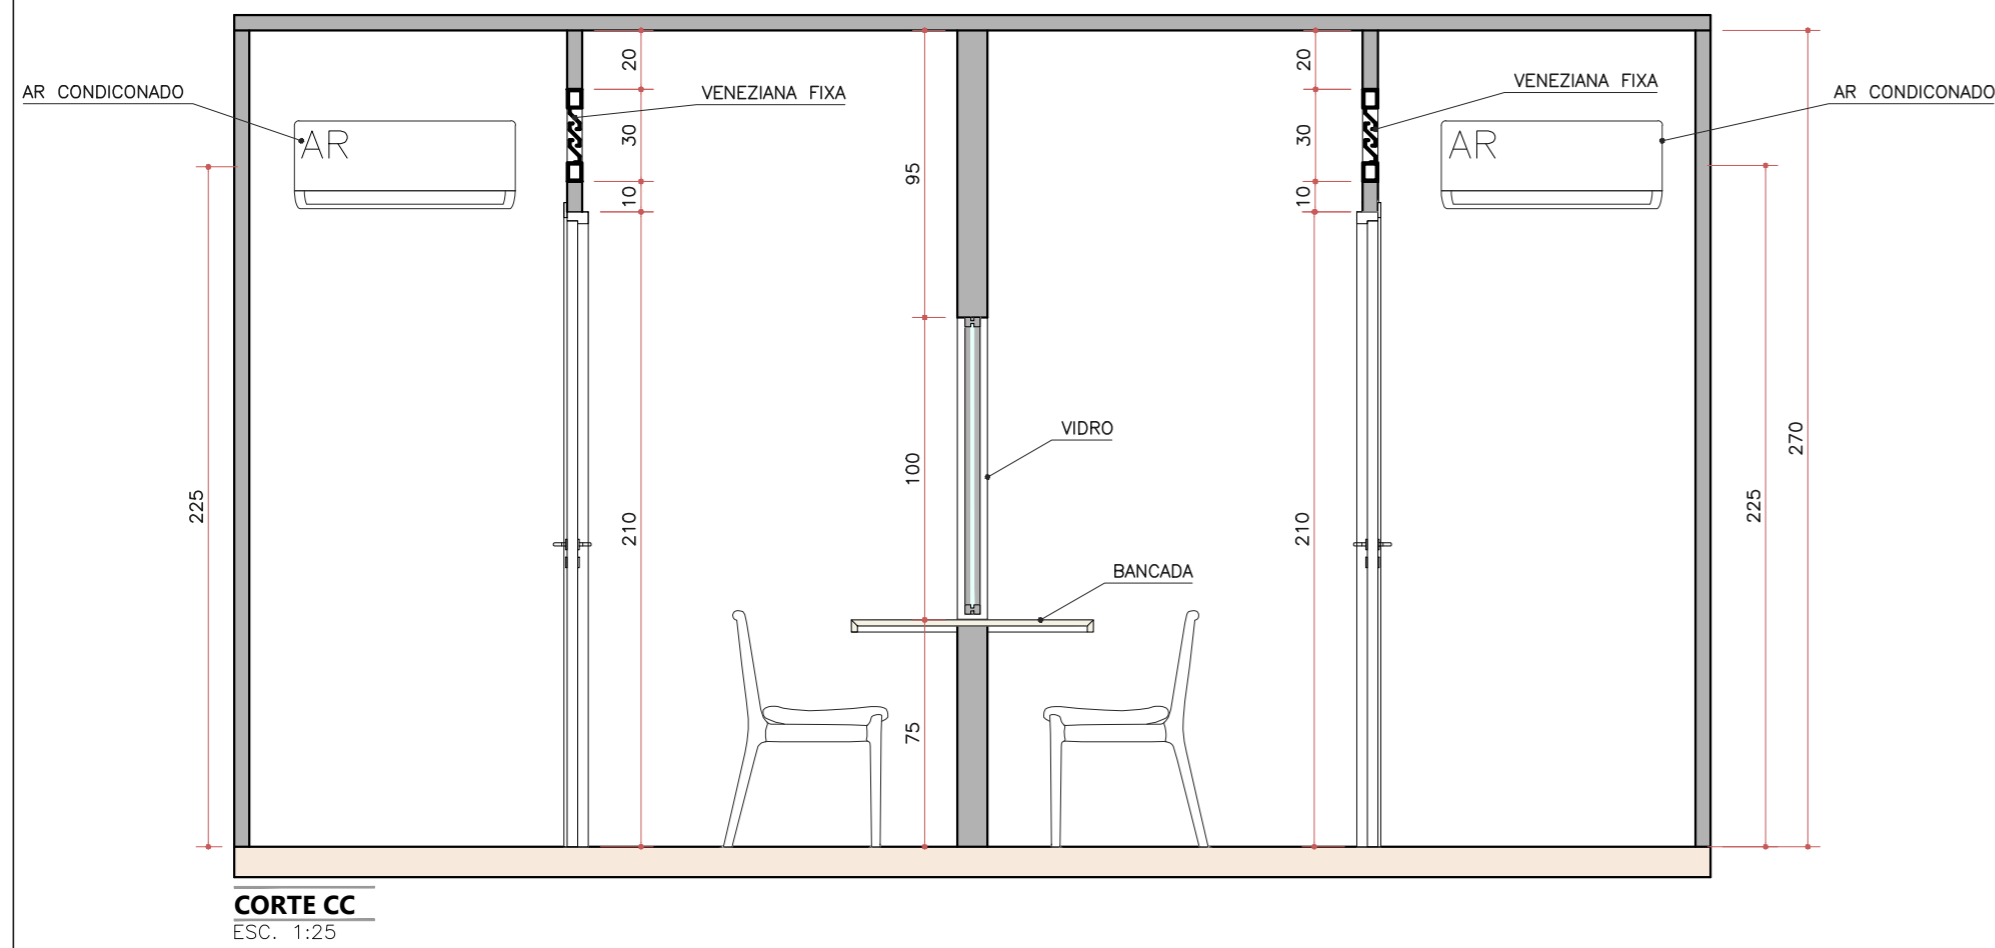 20
20
VENEZIANA FIXA
AR CONDICONADO
VENEZIANA FIXA
AR CONDICONADO
AR
30
30
AR
95
10
10
VIDRO
270
100
225
210
210
225
BANCADA
75
CORTE CC
ESC. 1:25